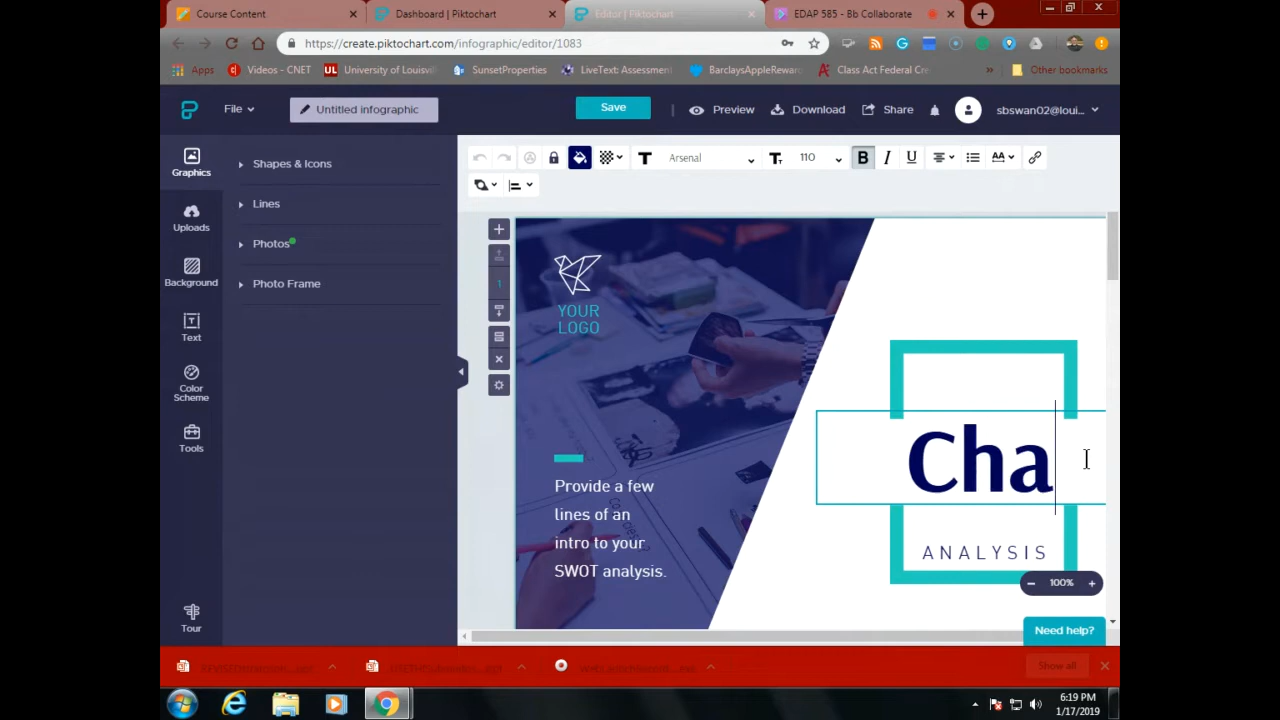 Course Content
Dashboard | Piktochart
Editor | Piktochart
EDAP 585 - Bb Collaborate
https://create.piktochart.com/infographic/editor/1083
Apps
Videos - CNET
University of Louisvil
SunsetProperties
LiveText: Assessment
BarclaysAppleRewar
Class Act Federal Cre
»
Other bookmarks
File
Untitled infographic
Save
Preview
Download
Share
sbswan02@loui...
Graphics
Shapes & Icons
Arsenal
110
B
I
U
AA
Lines
Uploads
Photos
Background
Photo Frame
1
YOUR
LOGO
Text
Color
Scheme
Tools
Cha
Provide a few
lines of an
intro to your
SWOT analysis.
ANALYSIS
100%
Tour
Need help?
Show all
6:19 PM
1/17/2019